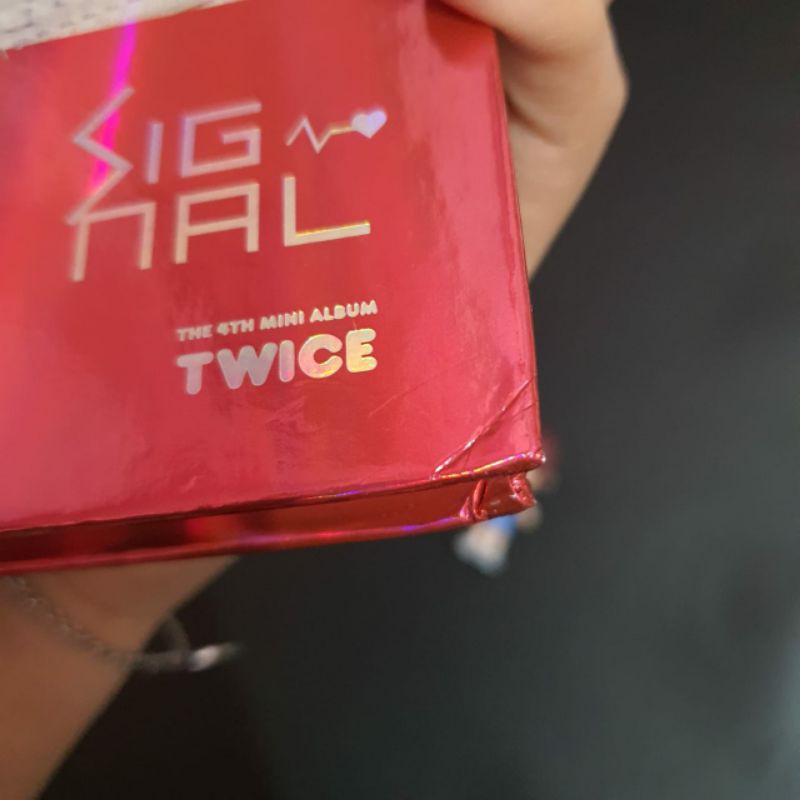 SIG
NAL
THE 4TH MINI ALBUM
TWICE